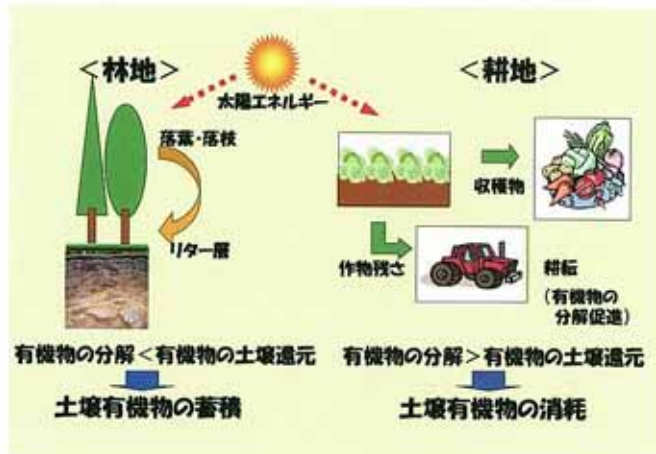 ＜林地＞
太陽エネルギー
落葉・落枝
リター層
有機物の分解＜有機物の土壌還元
土壌有機物の蓄積
＜耕地＞
収穫物
作物残さ
耕耘
（有機物の
分解促進）
有機物の分解＞有機物の土壌還元
土壌有機物の消耗